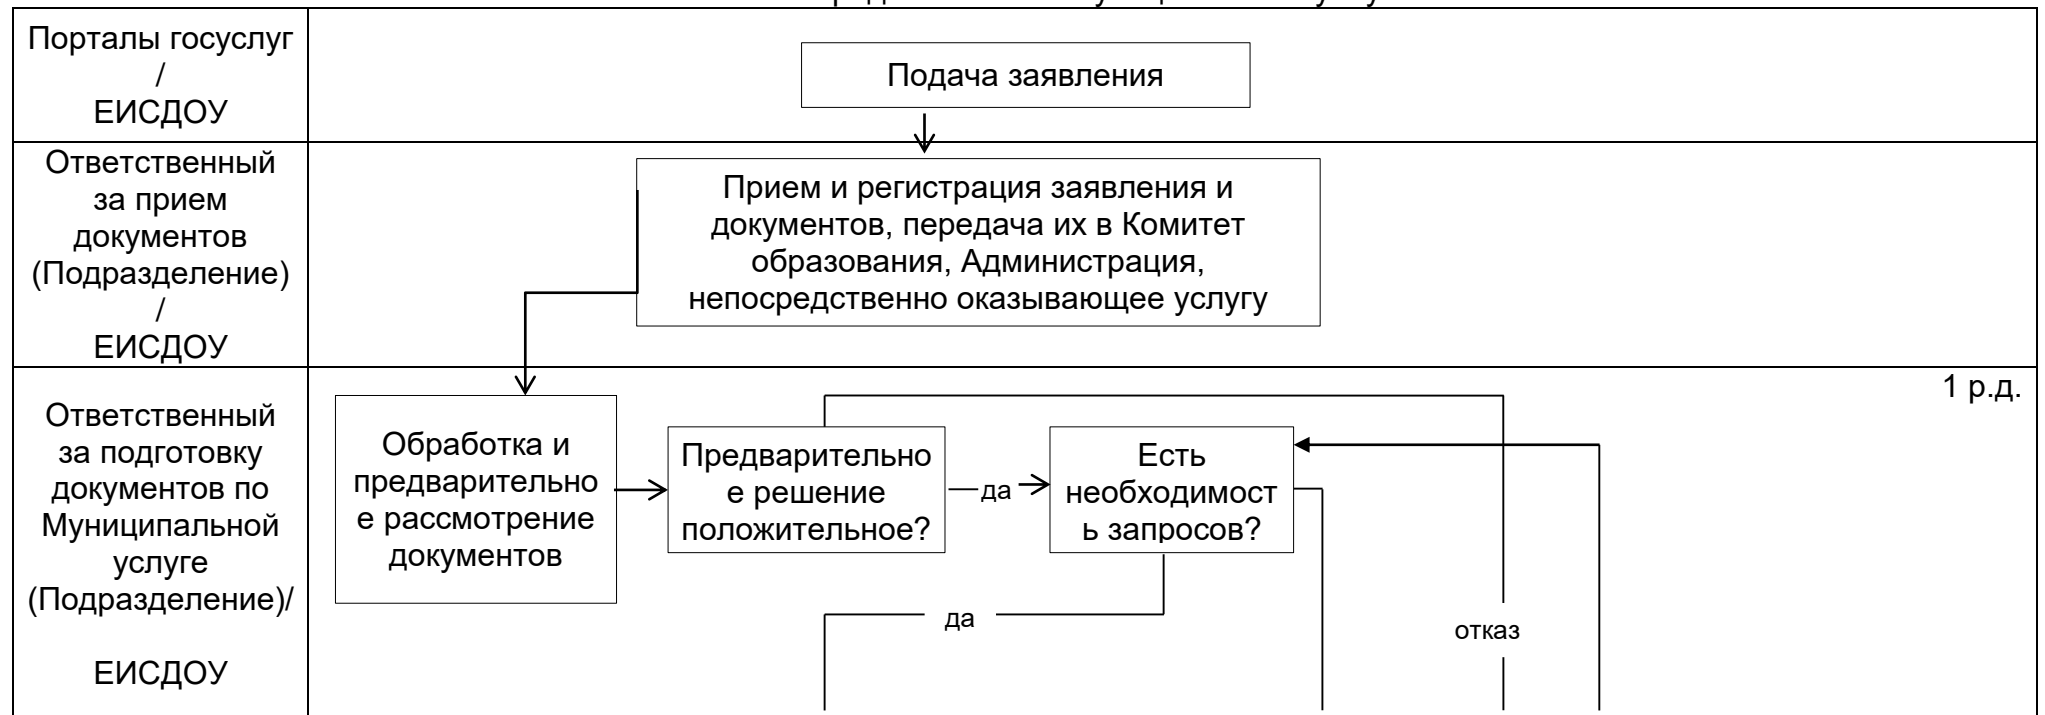 Порталы госуслуг
/
ЕИСДОУ
Подача заявления
Ответственный
за прием
документов
(Подразделение)
/
ЕИСДОУ
Прием и регистрация заявления и
документов, передача их в Комитет
образования, Администрация,
непосредственно оказывающее услугу
Ответственный
за подготовку
документов по
Муниципальной
услуге
(Подразделение)/
ЕИСДОУ
1 р.д.
Обработка и
предварительно
е рассмотрение
документов
Предварительно
е решение
положительное?
да
Есть
необходимост
ь запросов?
да
отказ